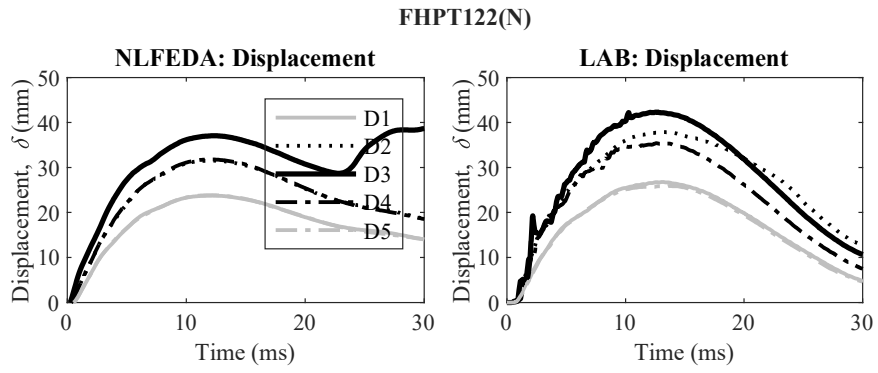 FHPT122(N)
NLFEDA: Displacement
Displacement, δ (mm)
50
40
30
20
10
0
0 10 20 30
Time (ms)
D1
D2
D3
D4
D5
LAB: Displacement
Displacement, δ (mm)
50
40
30
20
10
0
0 10 20 30
Time (ms)